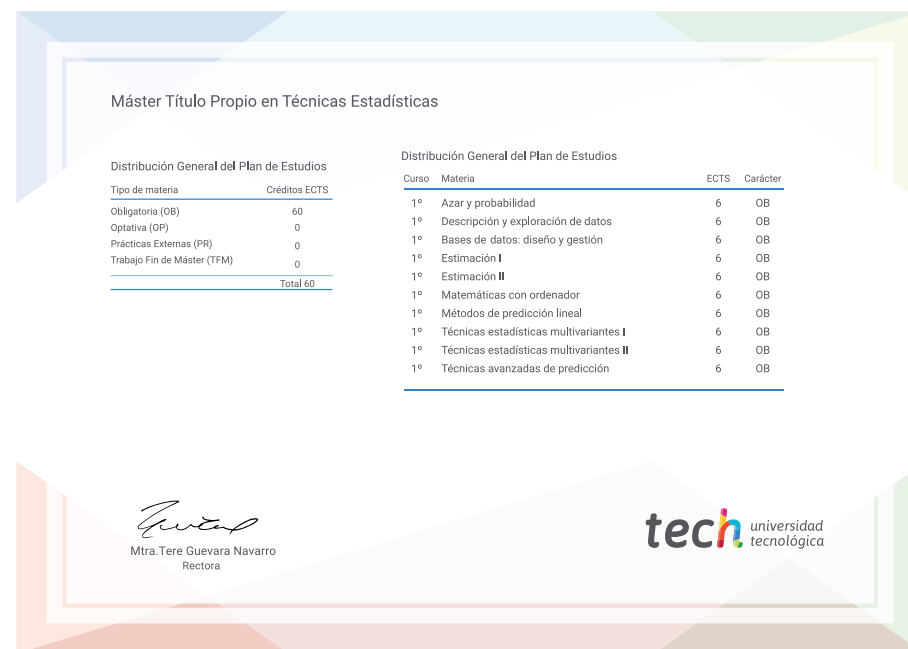 Máster Título Propio en Técnicas Estadísticas
Distribución General del Plan de Estudios
Tipo de materia Créditos ECTS
Obligatoria (OB) 60
Optativa (OP) 0
Prácticas Externas (PR) 0
Trabajo Fin de Máster (TFM) 0
Total 60
Distribución General del Plan de Estudios
Curso Materia ECTS Carácter
1º Azar y probabilidad 6 OB
1º Descripción y exploración de datos 6 OB
1º Bases de datos: diseño y gestión 6 OB
1º Estimación I 6 OB
1º Estimación II 6 OB
1º Matemáticas con ordenador 6 OB
1º Métodos de predicción lineal 6 OB
1º Técnicas estadísticas multivariantes I 6 OB
1º Técnicas estadísticas multivariantes II 6 OB
1º Técnicas avanzadas de predicción 6 OB
Mtra.Tere Guevara Navarro
Rectora
tech universidad
tecnológica